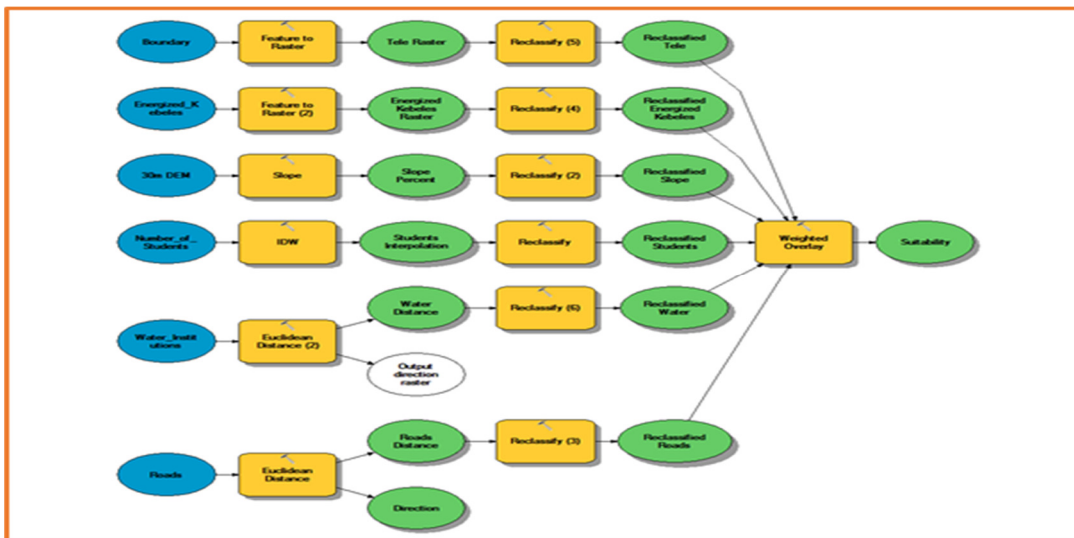 Boundary
Feature to
Raster
Tele Raster
Reclassify (5)
Reclassified
Tele
Energized_K
ebeles
Feature to
Raster (2)
Energized
Kebeles
Raster
Reclassify (4)
Reclassified
Energized
Kebeles
30m DEM
Slope
Slope
Percent
Reclassify (2)
Reclassified
Slope
Number_of_
Students
IDW
Students
Interpolation
Reclassify
Reclassified
Students
Weighted
Overlay
Suitability
Water_Instit
utions
Euclidean
Distance (2)
Water
Distance
Reclassify (6)
Reclassified
Water
Output
direction
raster
Roads
Euclidean
Distance
Roads
Distance
Reclassify (3)
Reclassified
Roads
Direction